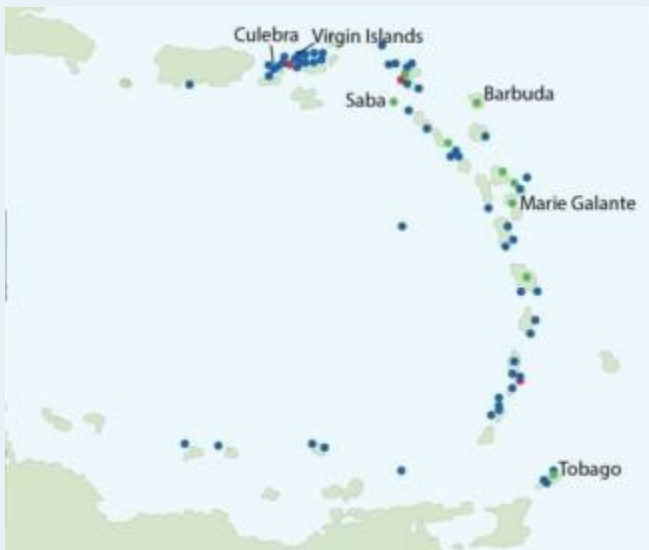 Culebra
Virgin Islands
Saba
Barbuda
Marie Galante
Tobago